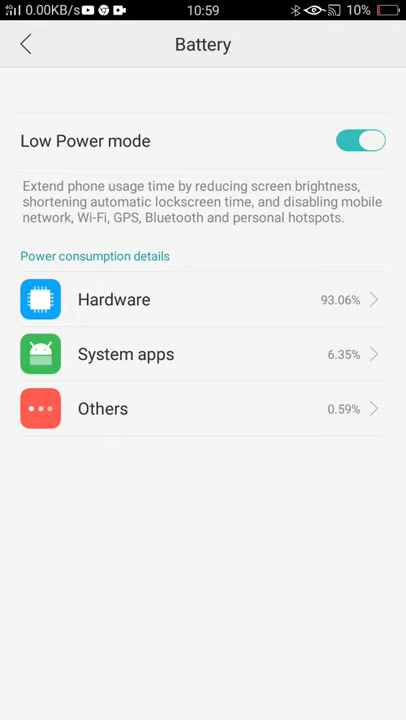 4G 0.00KB/s 10:59 10%
Battery
Low Power mode
Extend phone usage time by reducing screen brightness,
shortening automatic lockscreen time, and disabling mobile
network, Wi-Fi, GPS, Bluetooth and personal hotspots.
Power consumption details
Hardware 93.06%
System apps 6.35%
Others 0.59%